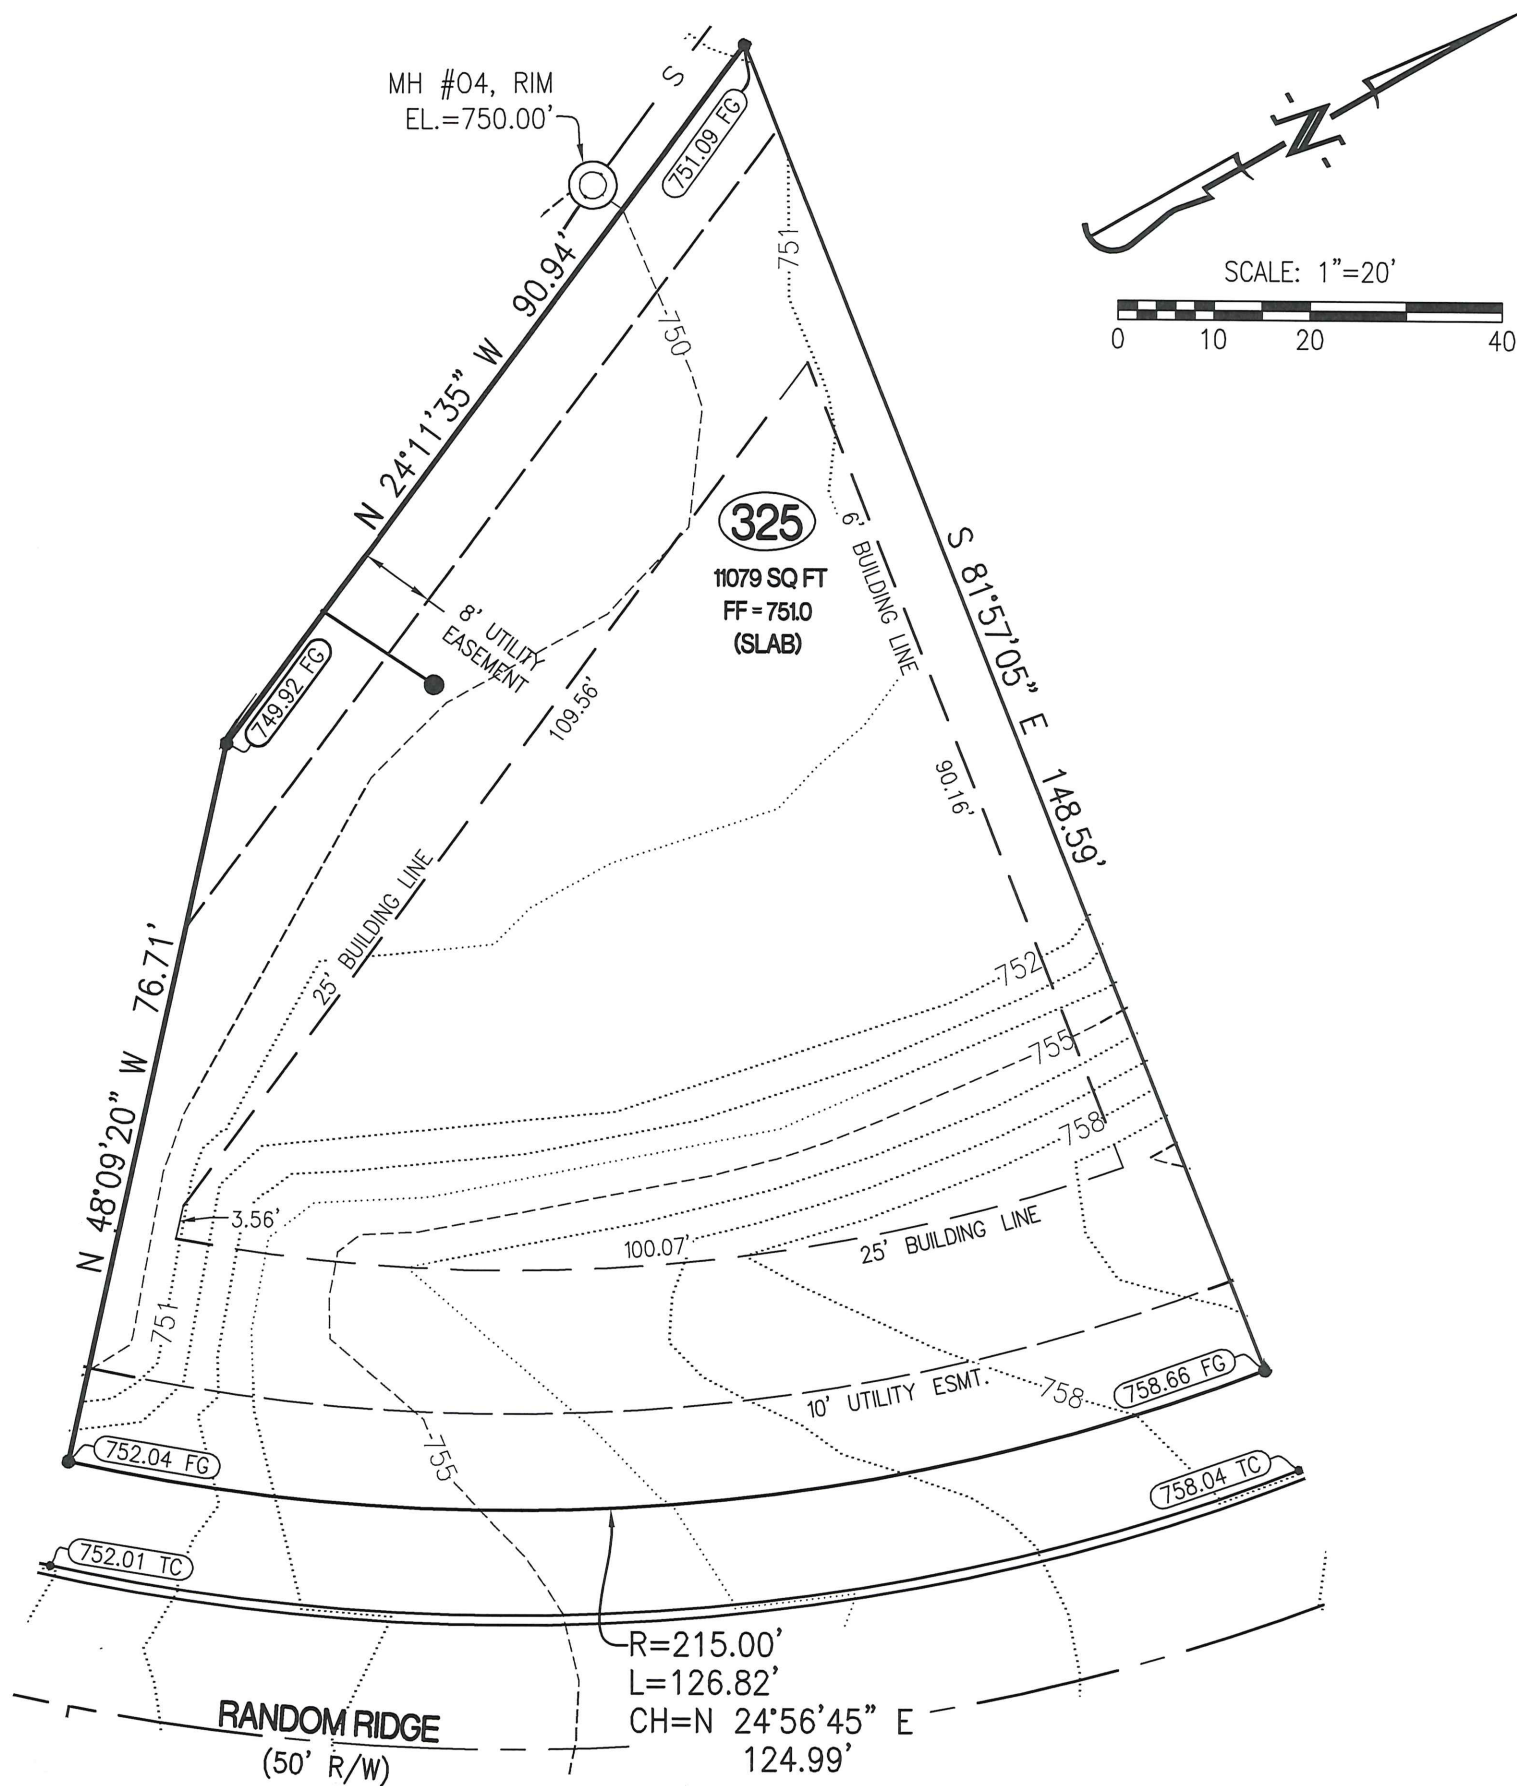 MH #04, RIM
EL.=750.00'
S
751.09 FG
N
SCALE: 1"=20'
0 10 20 40
N 24°11'35" W 90.94'
750
751
325
11079 SQ FT
FF = 751.0
(SLAB)
6' BUILDING LINE
S 81°57'05" E 148.59'
8' UTILITY
EASEMENT
749.92 FG
109.56'
90.16'
25' BUILDING LINE
N 48°09'20" W 76.71'
752
755
758
3.56'
100.07'
25' BUILDING LINE
751
10' UTILITY ESMT.
758
758.66 FG
752.04 FG
755
758.04 TC
752.01 TC
R=215.00'
L=126.82'
CH=N 24°56'45" E
124.99'
RANDOM RIDGE
(50' R/W)